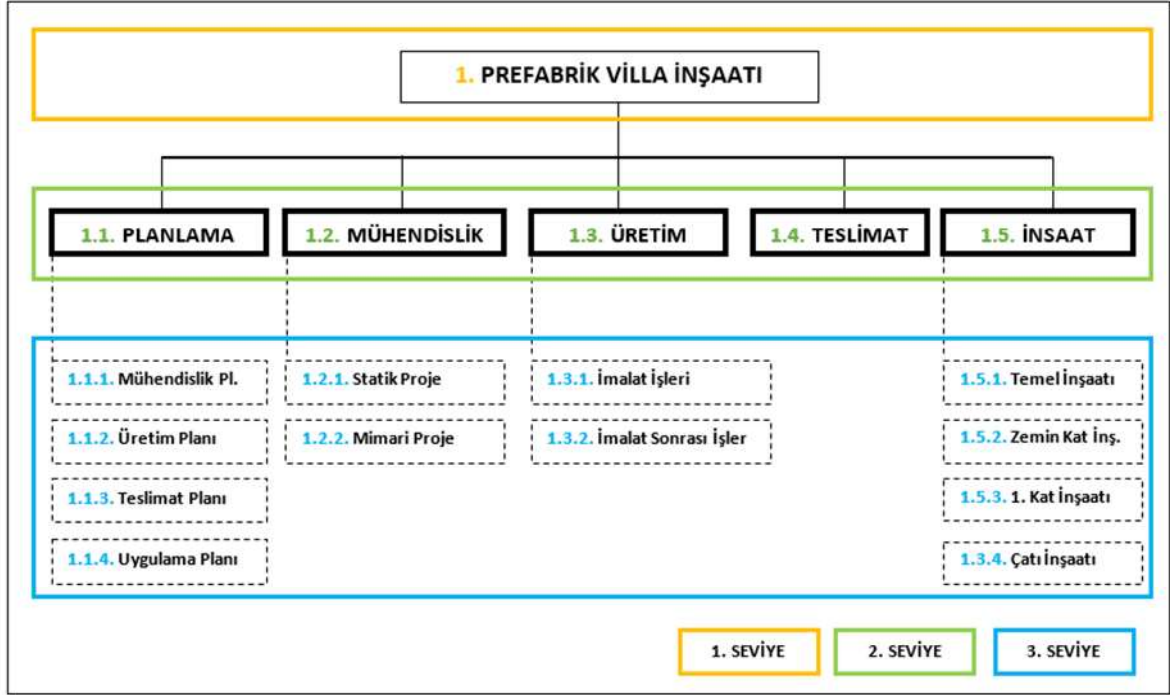 1. PREFABRİK VİLLA İNŞAATI
1.1. PLANLAMA
1.2. MÜHENDİSLİK
1.3. ÜRETİM
1.4. TESLİMAT
1.5. İNSAAT
1.1.1. Mühendislik Pl.
1.2.1. Statik Proje
1.3.1. İmalat İşleri
1.5.1. Temel İnşaatı
1.1.2. Üretim Planı
1.2.2. Mimari Proje
1.3.2. İmalat Sonrası İşler
1.5.2. Zemin Kat İnş.
1.1.3. Teslimat Planı
1.5.3. 1. Kat İnşaatı
1.1.4. Uygulama Planı
1.3.4. Çatı İnşaatı
1. SEVİYE
2. SEVİYE
3. SEVİYE